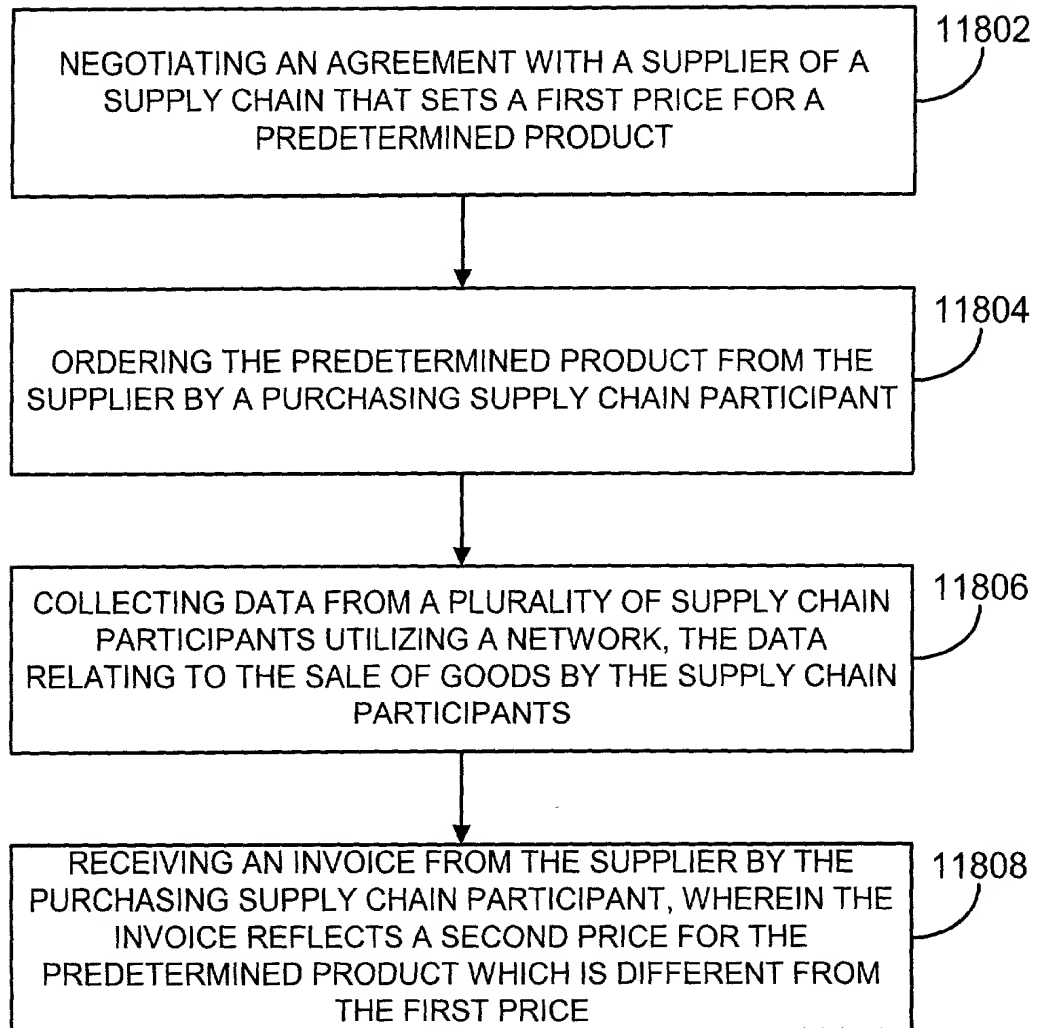 11802
NEGOTIATING AN AGREEMENT WITH A SUPPLIER OF A
SUPPLY CHAIN THAT SETS A FIRST PRICE FOR A
PREDETERMINED PRODUCT
11804
ORDERING THE PREDETERMINED PRODUCT FROM THE
SUPPLIER BY A PURCHASING SUPPLY CHAIN PARTICIPANT
11806
COLLECTING DATA FROM A PLURALITY OF SUPPLY CHAIN
PARTICIPANTS UTILIZING A NETWORK, THE DATA
RELATING TO THE SALE OF GOODS BY THE SUPPLY CHAIN
PARTICIPANTS
11808
RECEIVING AN INVOICE FROM THE SUPPLIER BY THE
PURCHASING SUPPLY CHAIN PARTICIPANT, WHEREIN THE
INVOICE REFLECTS A SECOND PRICE FOR THE
PREDETERMINED PRODUCT WHICH IS DIFFERENT FROM
THE FIRST PRICE